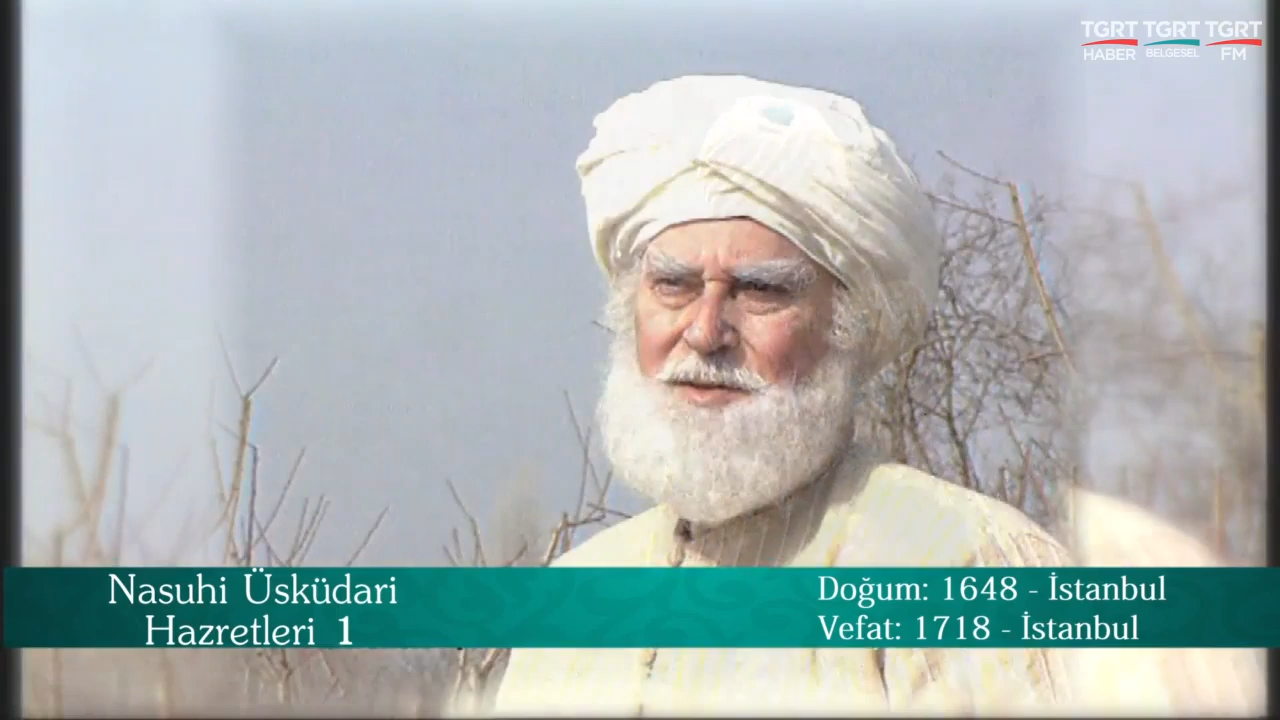 TGRT TGRT TGRT
HABER BELGESEL FM
Nasuhi Üsküdari
Hazretleri 1
Doğum: 1648 - İstanbul
Vefat: 1718 - İstanbul